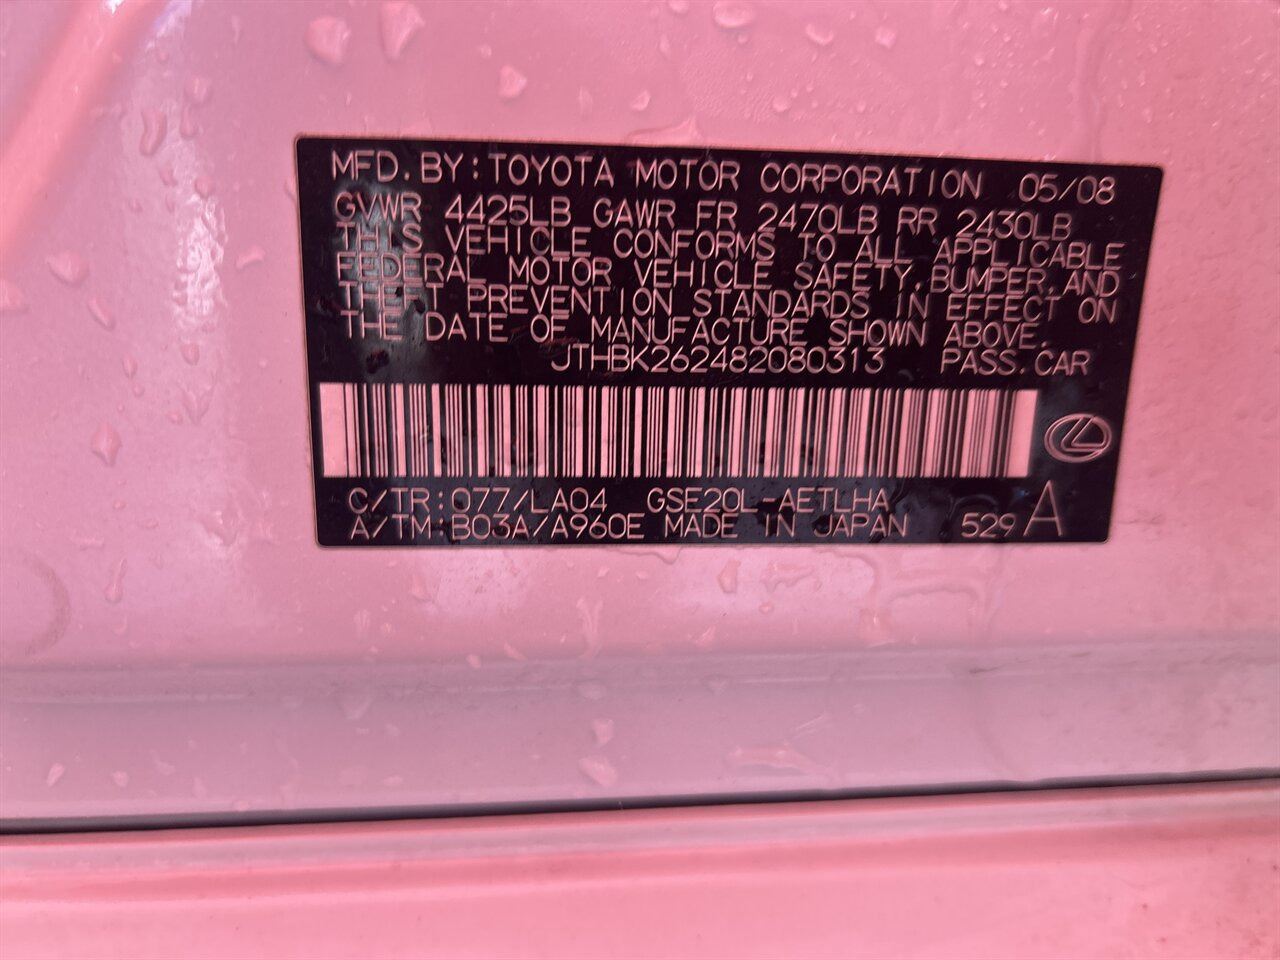 MFD.BY:TOYOTA MOTOR CORPORATION 05/08
GVWR 4425LB GAWR FR 2470LB RR 2430LB
THIS VEHICLE CONFORMS TO ALL APPLICABLE
FEDERAL MOTOR VEHICLE SAFETY,BUMPER,AND
THEFT PREVENTION STANDARDS IN EFFECT ON
THE DATE OF MANUFACTURE SHOWN ABOVE.
JTHBK262482080313 PASS.CAR
C/TR:077/LA04 GSE20L-AETLHA
A/TM-B03A/A960E MADE IN JAPAN 529 A